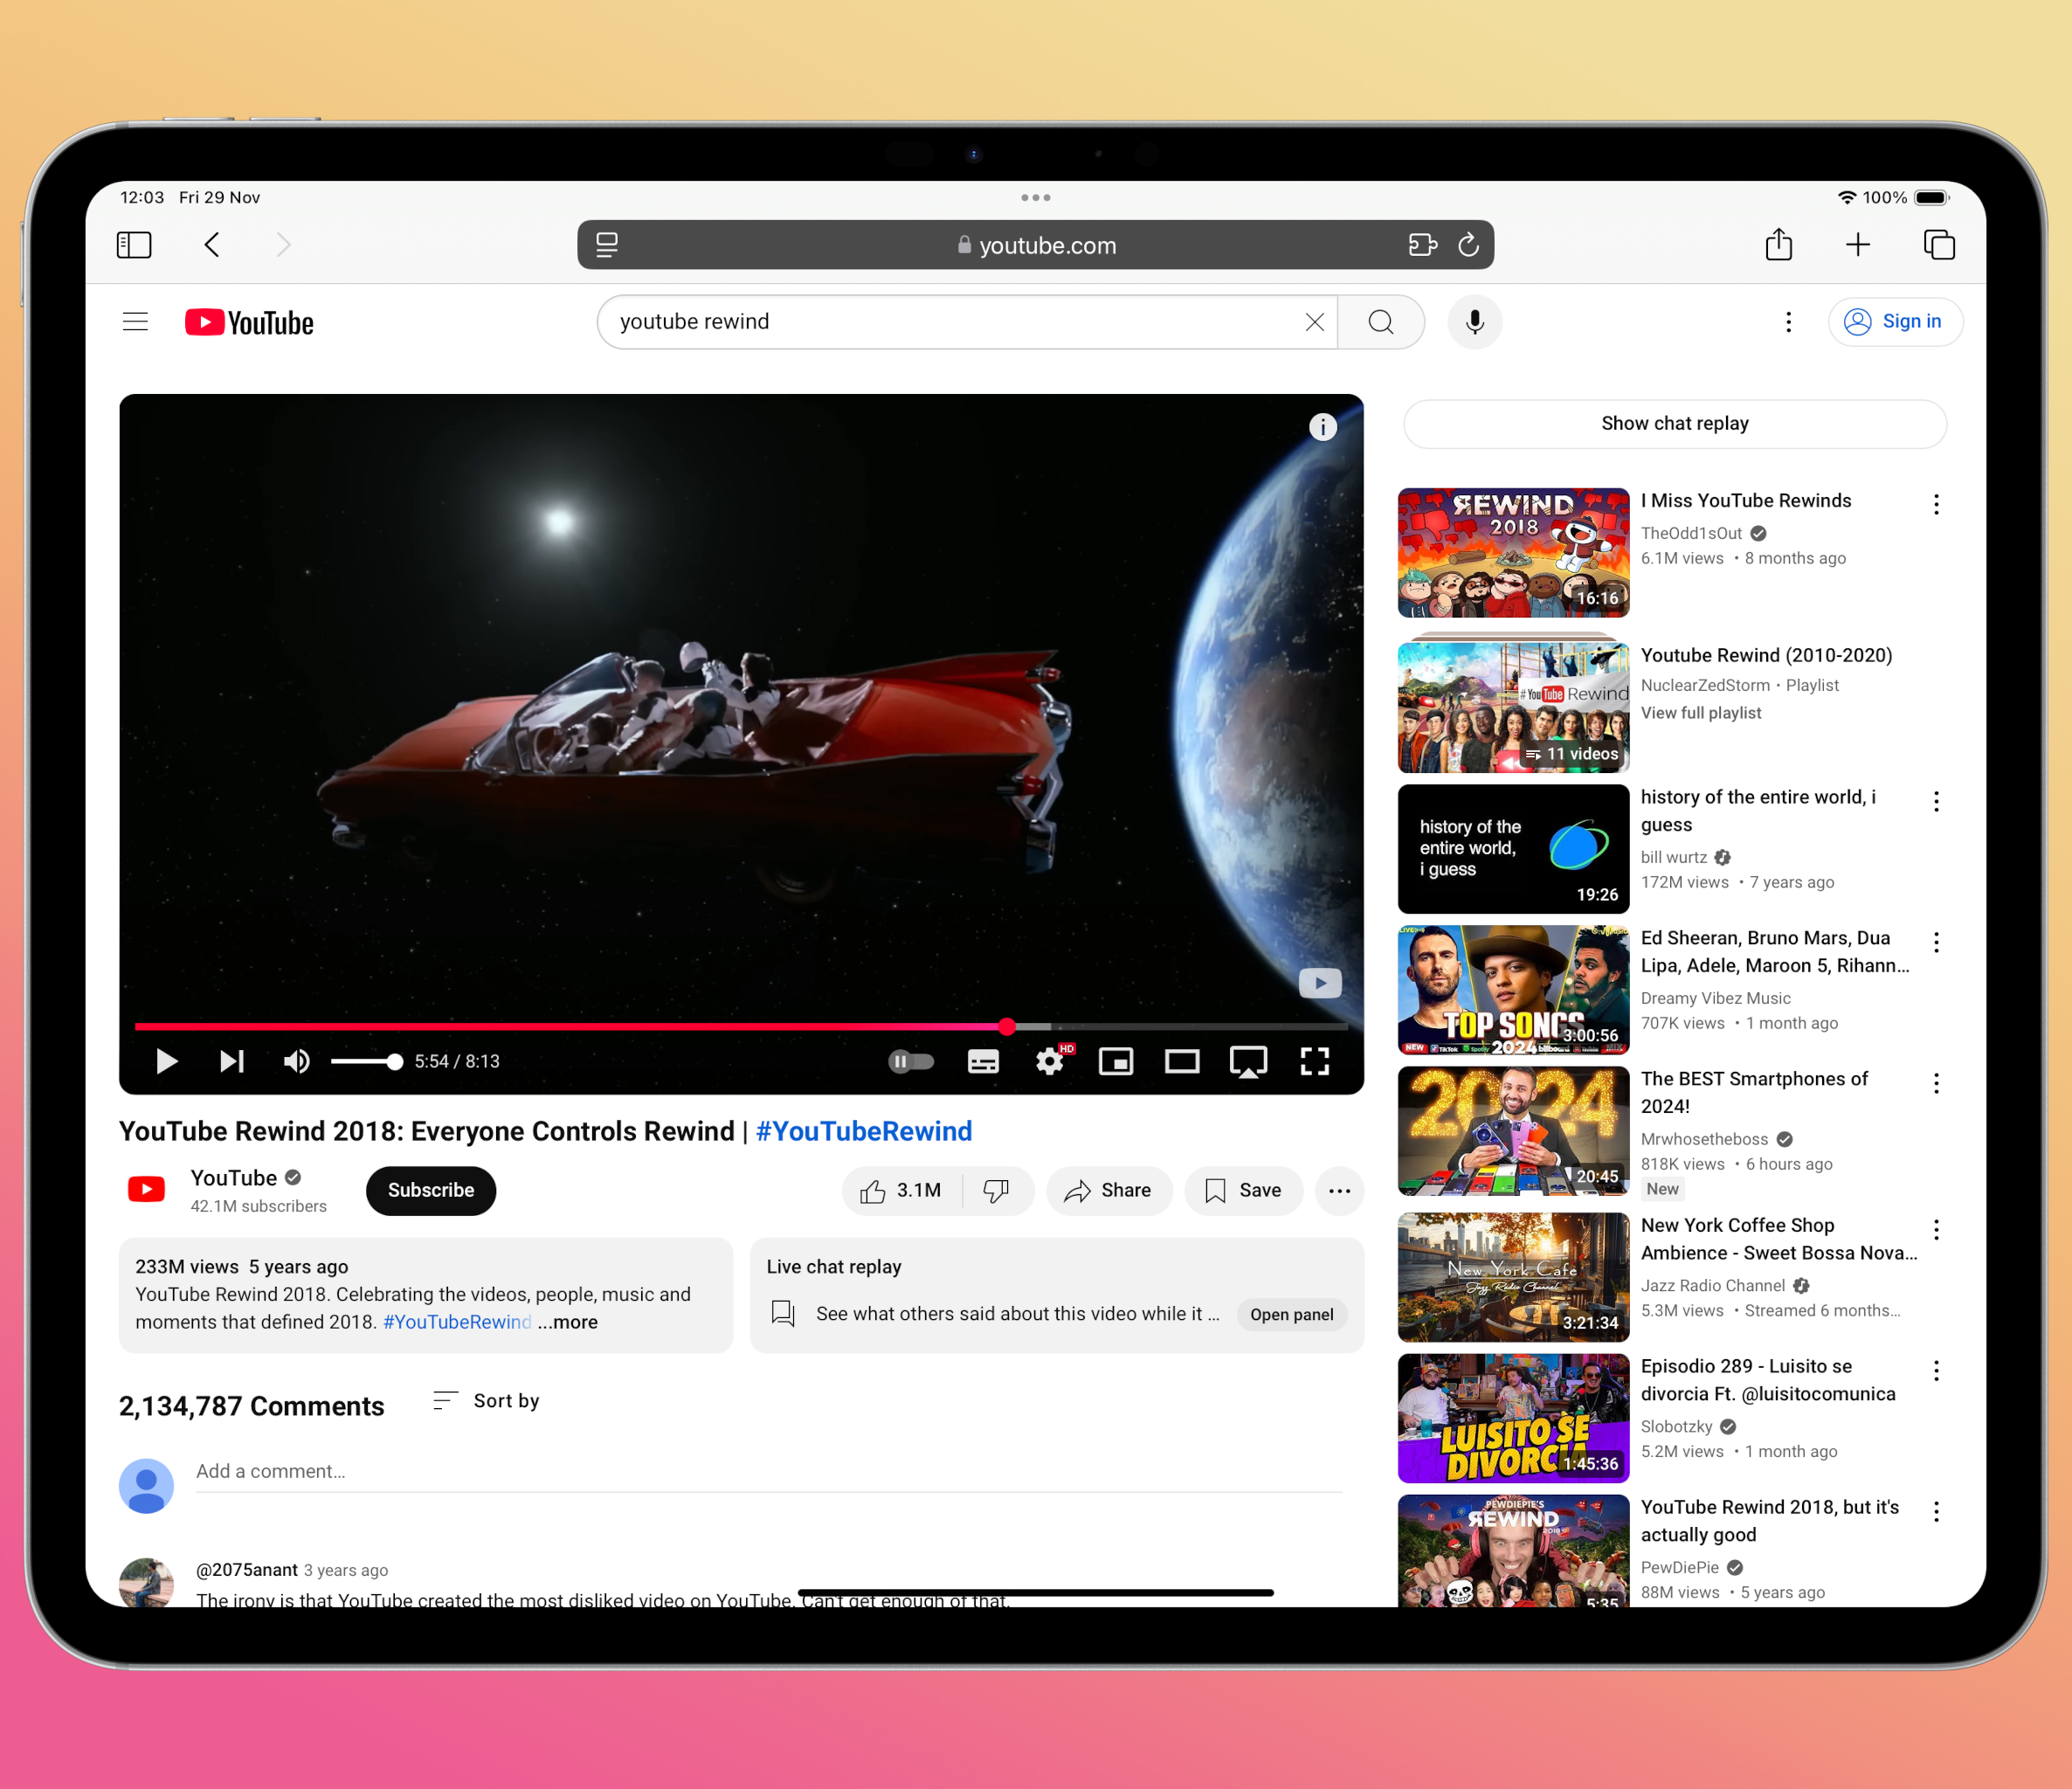 12:03 Fri 29 Nov
100%
youtube.com
YouTube
youtube rewind
Sign in
5:54 / 8:13
HD
YouTube Rewind 2018: Everyone Controls Rewind | #YouTubeRewind
YouTube
42.1M subscribers
Subscribe
3.1M
Share
Save
233M views 5 years ago
YouTube Rewind 2018. Celebrating the videos, people, music and
moments that defined 2018. #YouTubeRewind ...more
Live chat replay
See what others said about this video while it ...
Open panel
2,134,787 Comments
Sort by
Add a comment...
@2075anant 3 years ago
The irony is that YouTube created the most disliked video on YouTube. Can't get enough of that.
Show chat replay
REWIND
2018
16:16
I Miss YouTube Rewinds
TheOdd1sOut
6.1M views • 8 months ago
#YouTube Rewind
11 videos
Youtube Rewind (2010-2020)
NuclearZedStorm • Playlist
View full playlist
history of the
entire world,
i guess
19:26
history of the entire world, i
guess
bill wurtz
172M views • 7 years ago
LIVE
TOP SONGS
NEW TikTok Spotify 2024 billboard
3:00:56
Ed Sheeran, Bruno Mars, Dua
Lipa, Adele, Maroon 5, Rihann...
Dreamy Vibez Music
707K views • 1 month ago
2024
20:45
The BEST Smartphones of
2024!
Mrwhosetheboss
818K views • 6 hours ago
New
New York Cafe
Jazz Radio Channel
3:21:34
New York Coffee Shop
Ambience - Sweet Bossa Nova...
Jazz Radio Channel
5.3M views • Streamed 6 months...
LUISITO SE
DIVORCIA
1:45:36
Episodio 289 - Luisito se
divorcia Ft. @luisitocomunica
Slobotzky
5.2M views • 1 month ago
PEWDIEPIE'S
REWIND
2018
5:35
YouTube Rewind 2018, but it's
actually good
PewDiePie
88M views • 5 years ago